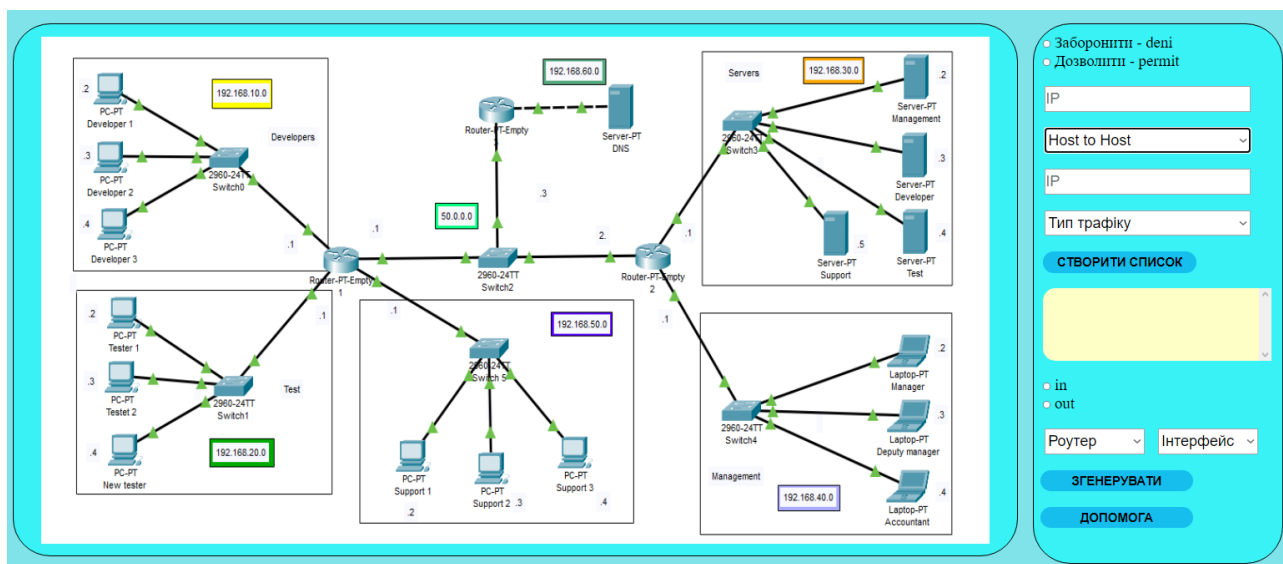 192.168.10.0
Developers
.2
PC-PT
Developer 1
.3
PC-PT
Developer 2
.4
PC-PT
Developer 3
2960-24TT
Switch0
.1
192.168.60.0
Router-PT-Empty
Server-PT
DNS
.3
50.0.0.0
.1
2.
2960-24TT
Switch2
Router-PT-Empty
1
Router-PT-Empty
2
Servers
192.168.30.0
.2
Server-PT
Management
2960-24TT
Switch3
.3
Server-PT
Developer
.4
Server-PT
Test
.5
Server-PT
Support
.1
.2
PC-PT
Tester 1
.3
PC-PT
Testet 2
.4
PC-PT
New tester
2960-24TT
Switch1
Test
.1
192.168.20.0
.1
192.168.50.0
2960-24TT
Switch 5
PC-PT
Support 1
.2
PC-PT
Support 2
.3
PC-PT
Support 3
.4
.1
.2
Laptop-PT
Manager
2960-24TT
Switch4
.3
Laptop-PT
Deputy manager
Management
192.168.40.0
.4
Laptop-PT
Accountant
Заборонити - deni
Дозволити - permit
IP
Host to Host
IP
Тип трафіку
СТВОРИТИ СПИСОК
in
out
Роутер
Інтерфейс
ЗГЕНЕРУВАТИ
ДОПОМОГА